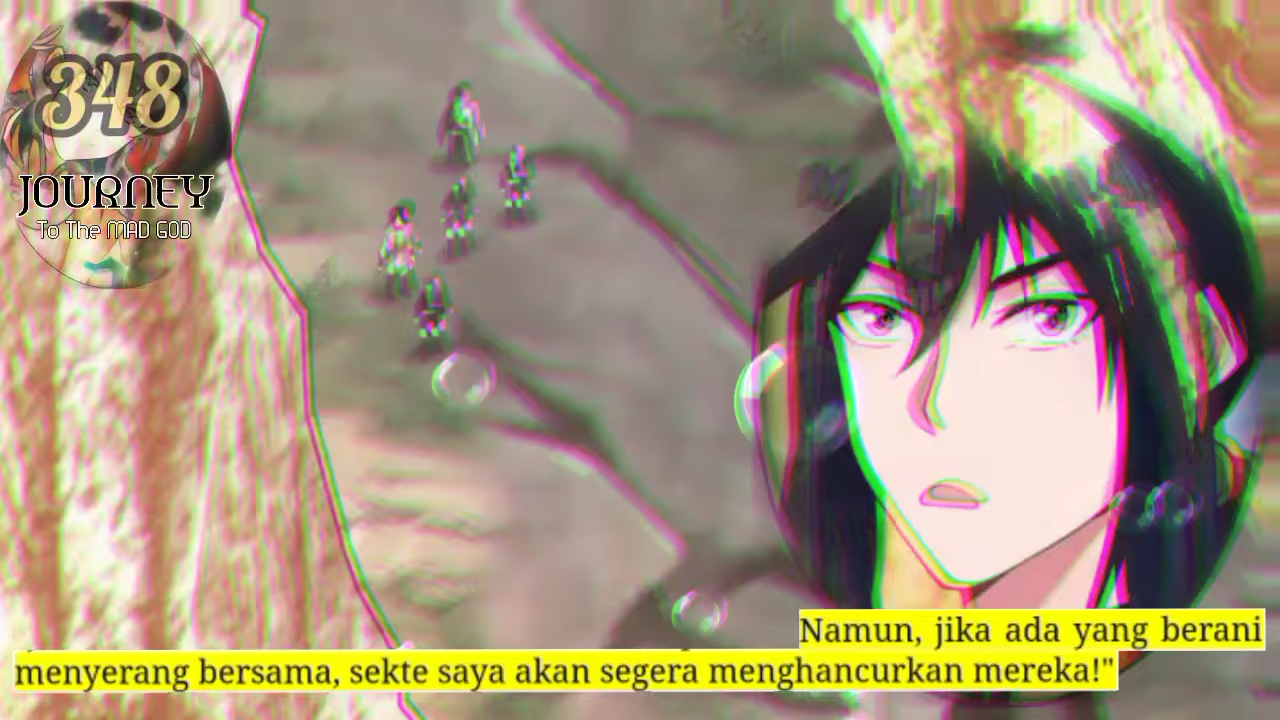 348
JOURNEY
To The MAD GOD
Namun, jika ada yang berani
menyerang bersama, sekte saya akan segera menghancurkan mereka!"